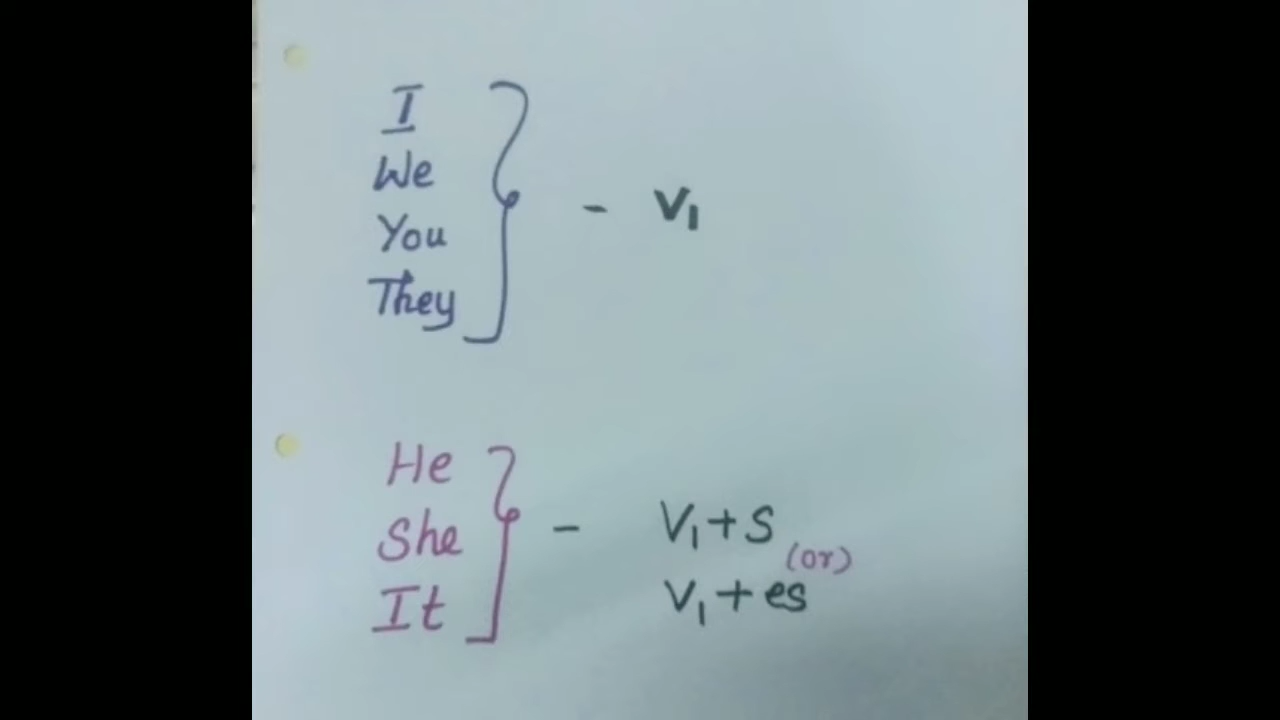 I
We
You
They
- V1
He
She
It
- V1+S
(or)
V1+es